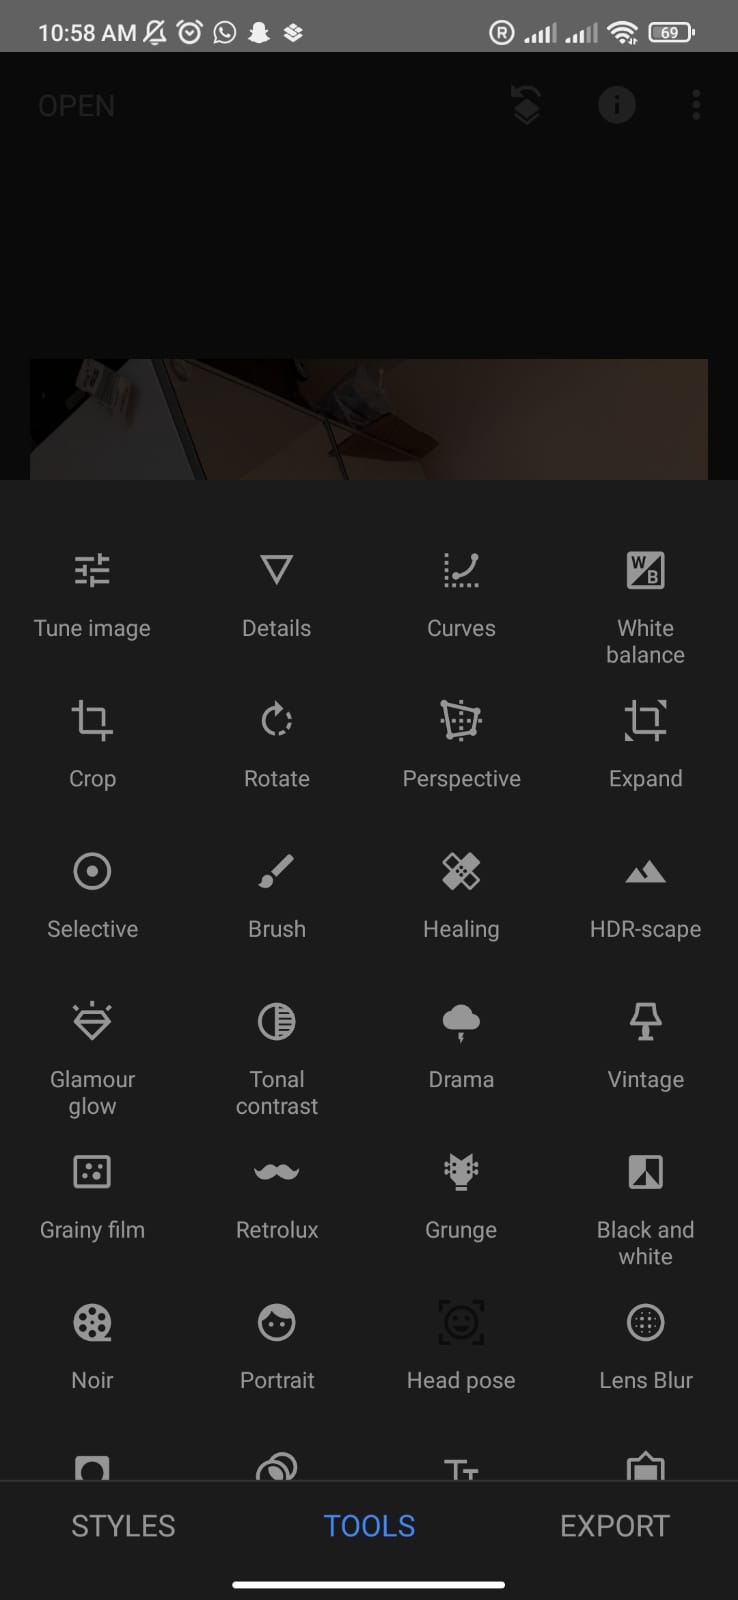 10:58 AM
R
69
OPEN
Tune image
Details
Curves
W
B
White
balance
Crop
Rotate
Perspective
Expand
Selective
Brush
Healing
HDR-scape
Glamour
glow
Tonal
contrast
Drama
Vintage
Grainy film
Retrolux
Grunge
Black and
white
Noir
Portrait
Head pose
Lens Blur
STYLES
TOOLS
EXPORT